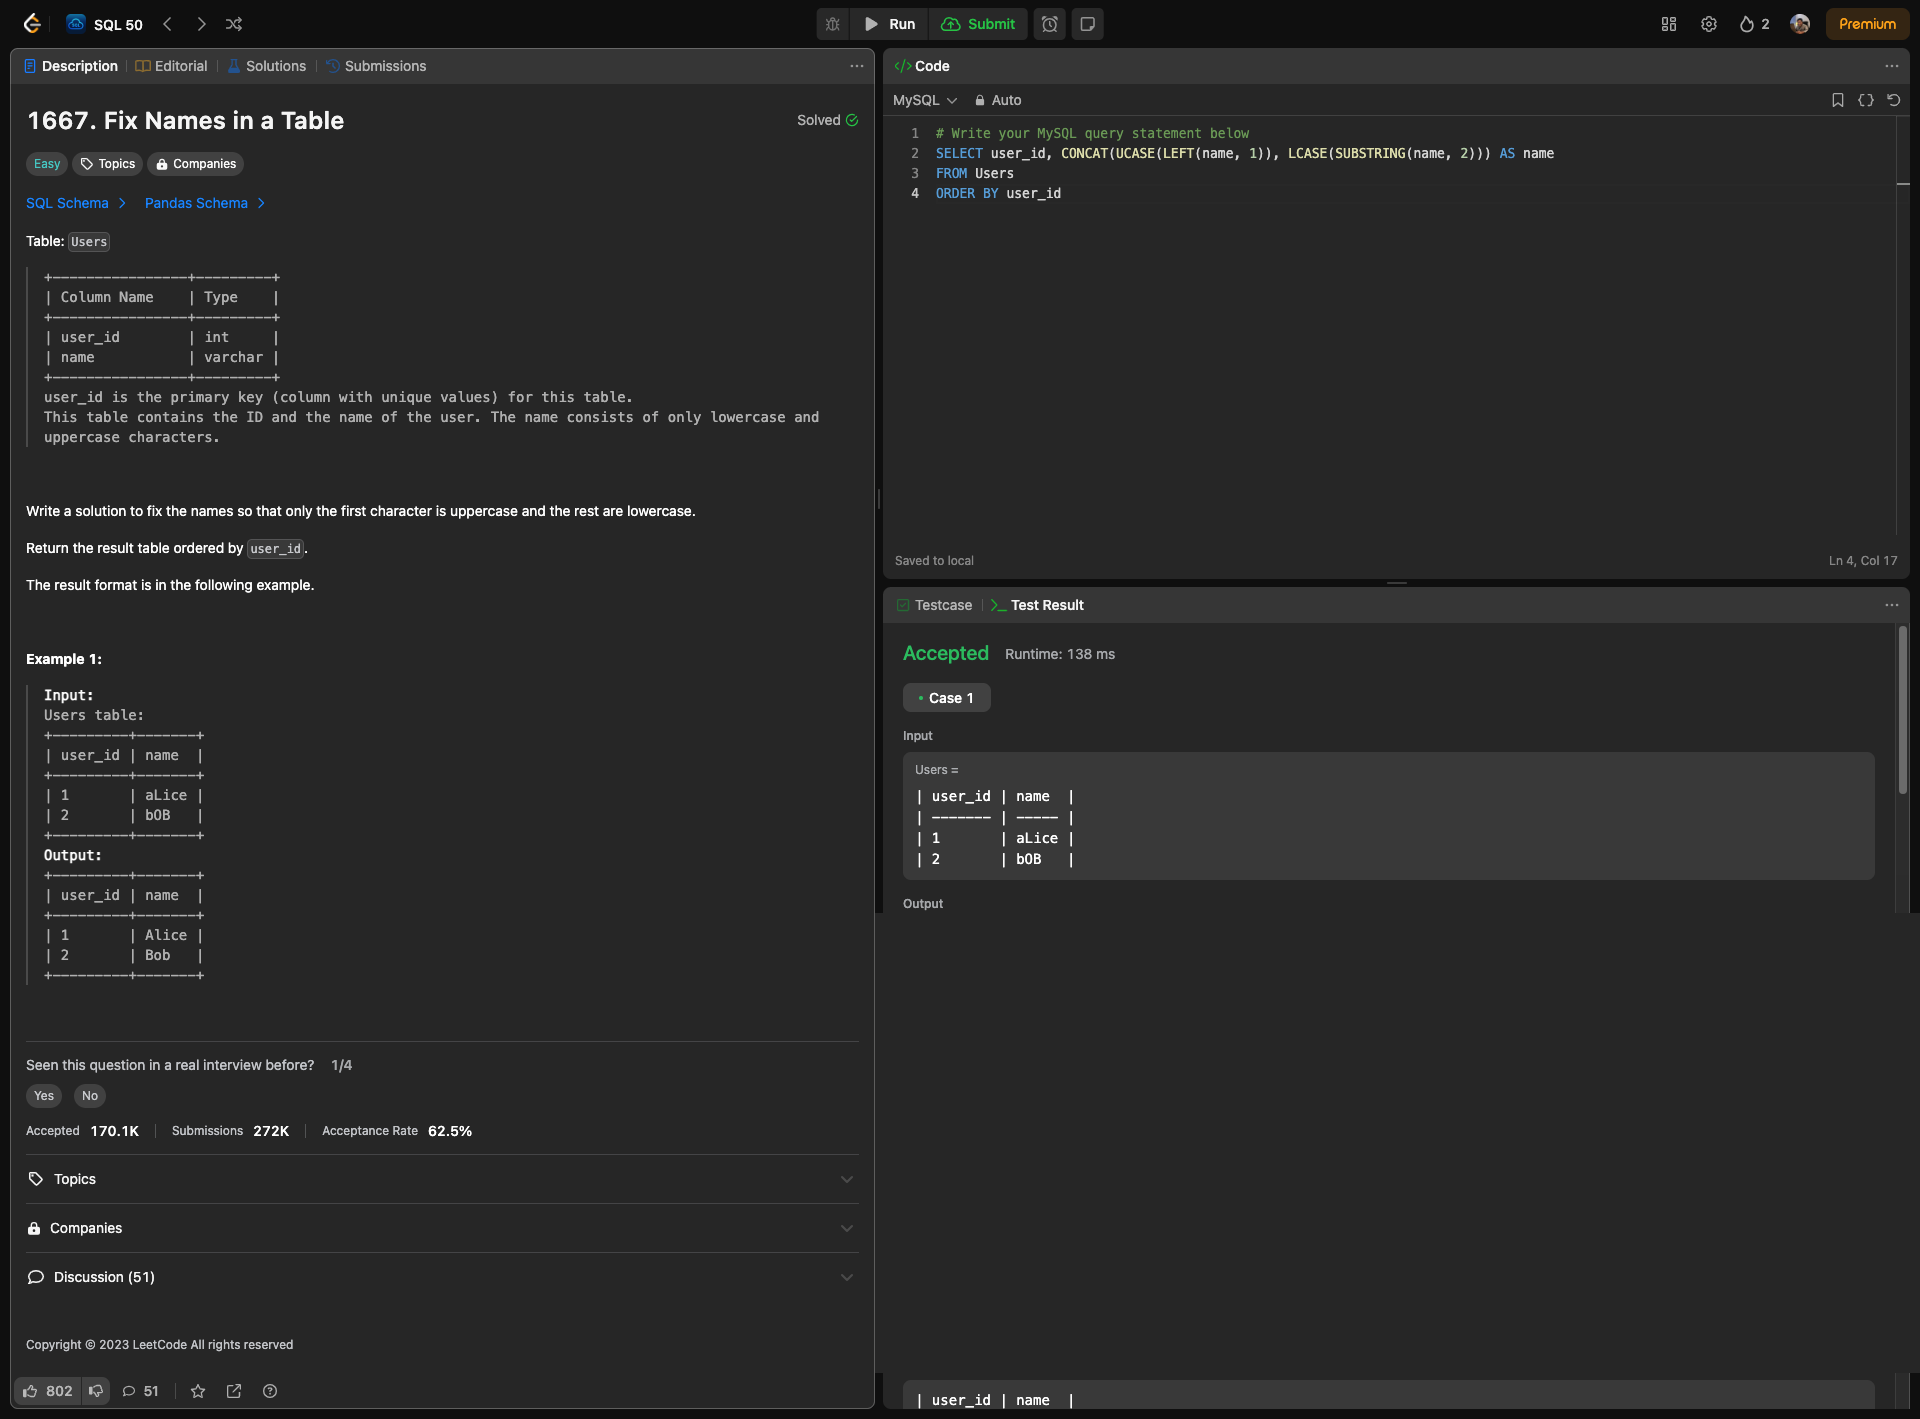 SQL 50
Run
Submit
2
Premium
Description
Editorial
Solutions
Submissions
1667. Fix Names in a Table
Solved
Easy
Topics
Companies
SQL Schema
Pandas Schema
Table: Users
+----------------+---------+
| Column Name    | Type    |
+----------------+---------+
| user_id        | int     |
| name           | varchar |
+----------------+---------+
user_id is the primary key (column with unique values) for this table.
This table contains the ID and the name of the user. The name consists of only lowercase and
uppercase characters.
Write a solution to fix the names so that only the first character is uppercase and the rest are lowercase.
Return the result table ordered by user_id.
The result format is in the following example.
Example 1:
Input:
Users table:
+---------+-------+
| user_id | name  |
+---------+-------+
| 1       | aLice |
| 2       | bOB   |
+---------+-------+
Output:
+---------+-------+
| user_id | name  |
+---------+-------+
| 1       | Alice |
| 2       | Bob   |
+---------+-------+
Seen this question in a real interview before? 1/4
Yes
No
Accepted 170.1K
Submissions 272K
Acceptance Rate 62.5%
Topics
Companies
Discussion (51)
Copyright © 2023 LeetCode All rights reserved
802
51
</> Code
MySQL
Auto
1 # Write your MySQL query statement below
2 SELECT user_id, CONCAT(UCASE(LEFT(name, 1)), LCASE(SUBSTRING(name, 2))) AS name
3 FROM Users
4 ORDER BY user_id
Saved to local
Ln 4, Col 17
Testcase
Test Result
Accepted
Runtime: 138 ms
Case 1
Input
Users =
| user_id | name  |
| ------- | ----- |
| 1       | aLice |
| 2       | bOB   |
Output
| user_id | name  |